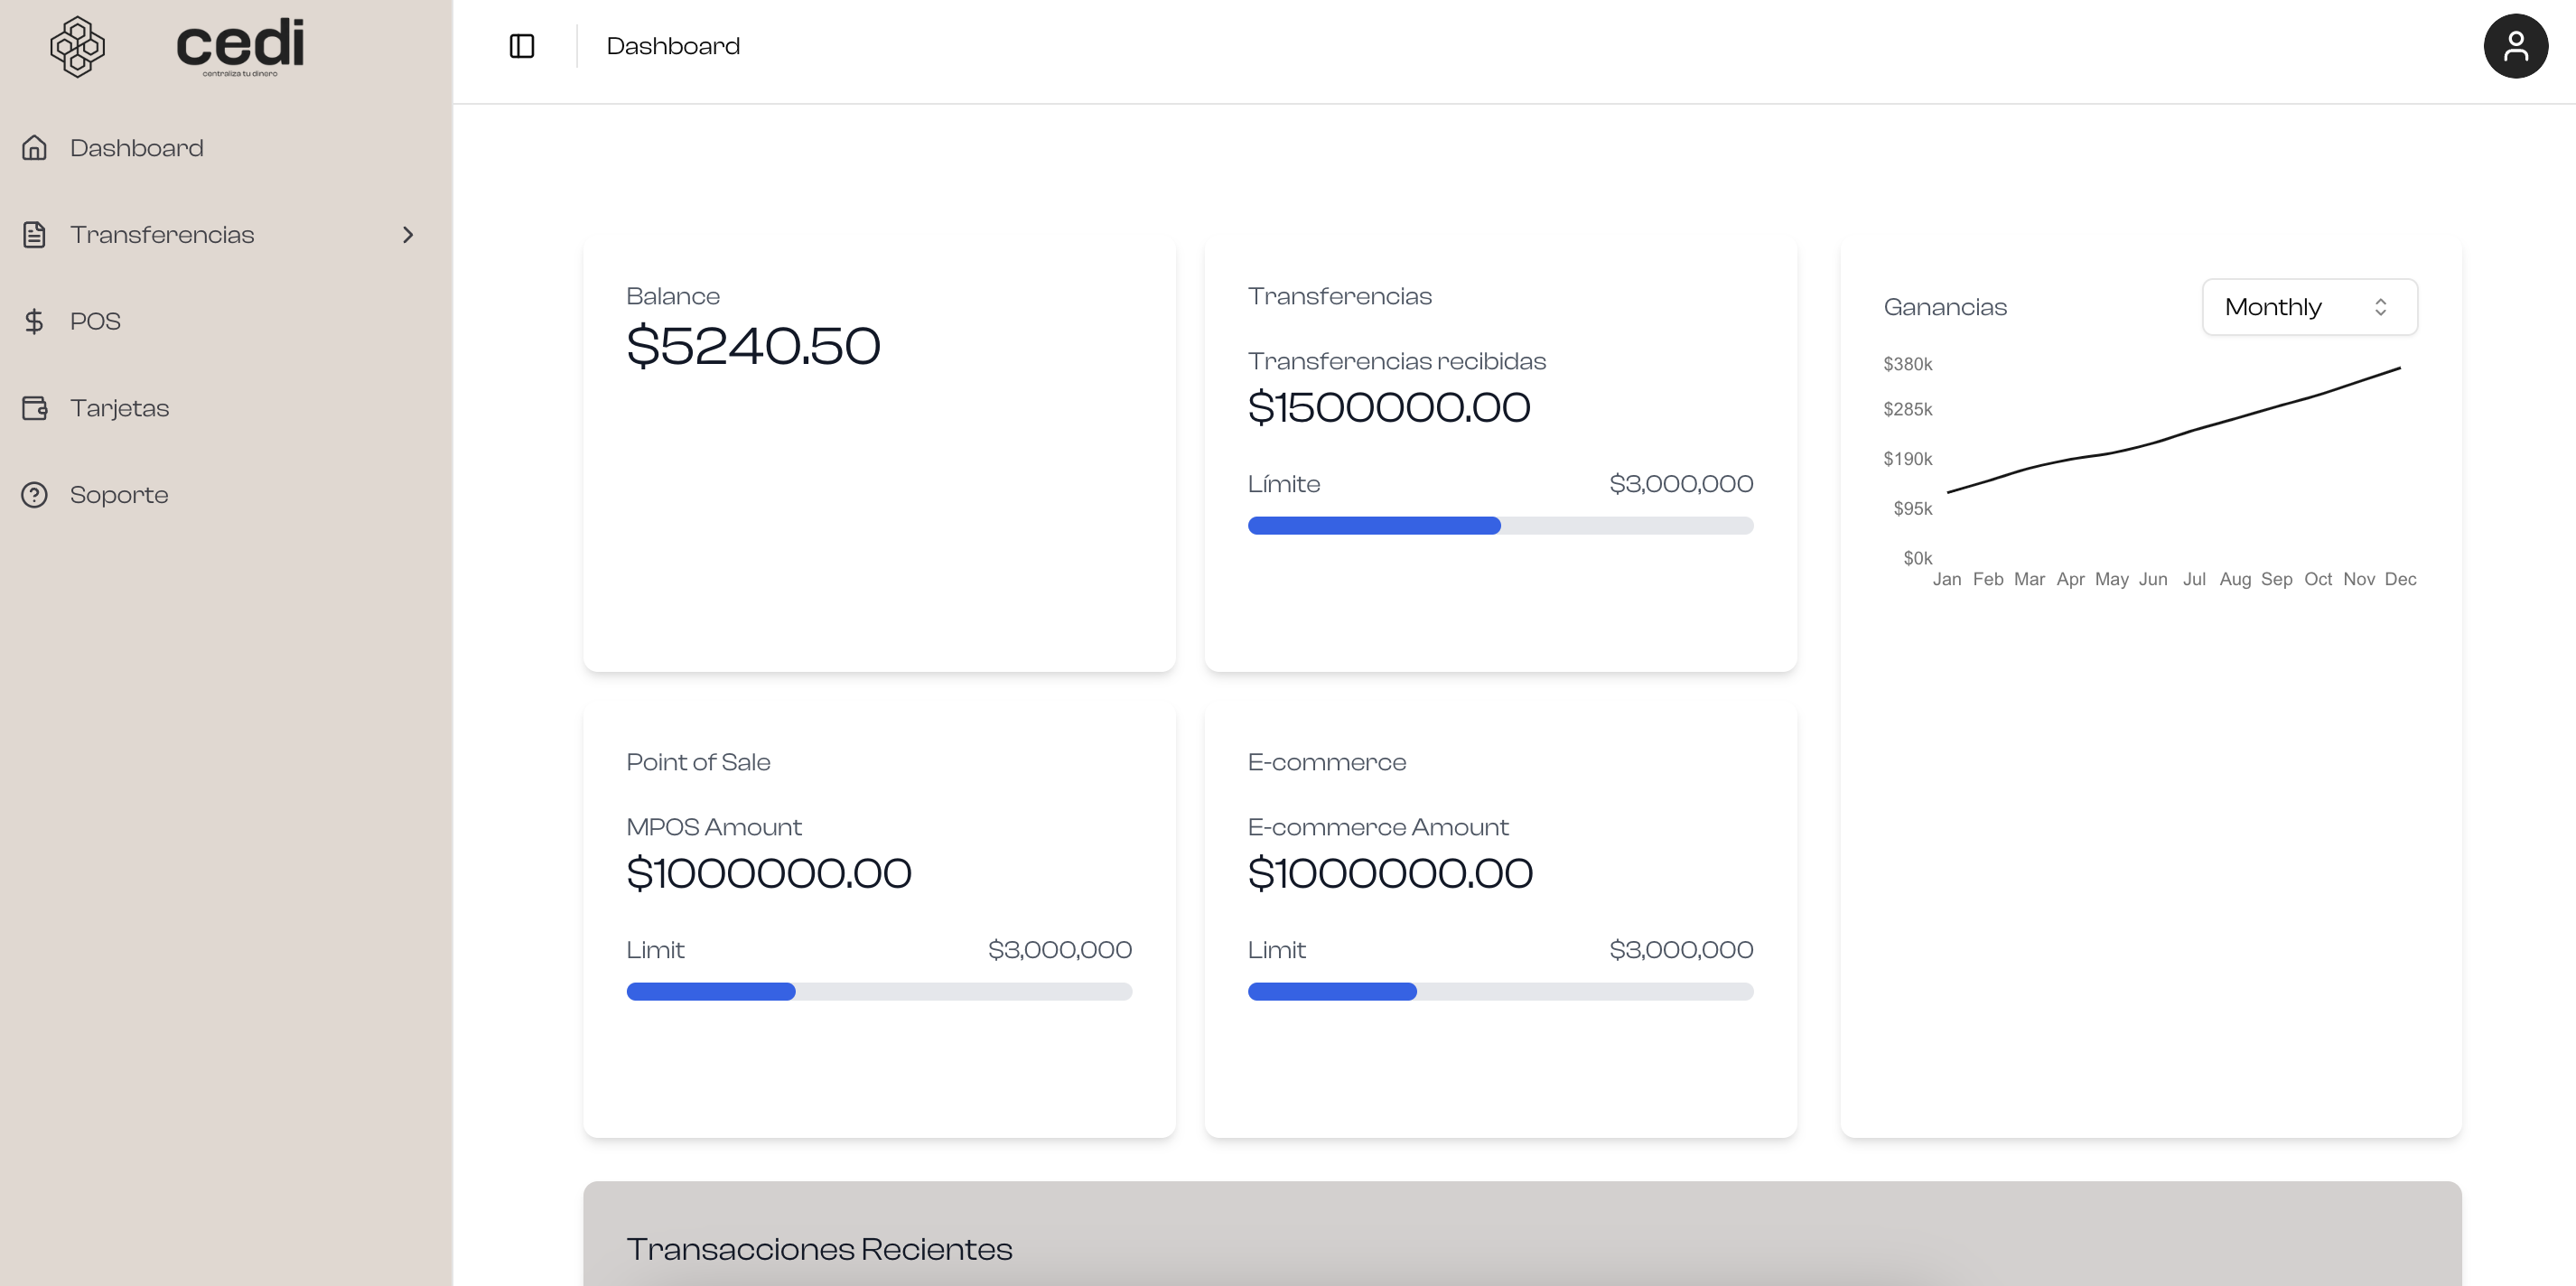 cedi
centraliza tu dinero
Dashboard
Transferencias
POS
Tarjetas
Soporte
Dashboard
Balance
$5240.50
Transferencias
Transferencias recibidas
$1500000.00
Límite $3,000,000
Ganancias Monthly
$380k
$285k
$190k
$95k
$0k
Jan Feb Mar Apr May Jun Jul Aug Sep Oct Nov Dec
Point of Sale
MPOS Amount
$1000000.00
Limit $3,000,000
E-commerce
E-commerce Amount
$1000000.00
Limit $3,000,000
Transacciones Recientes